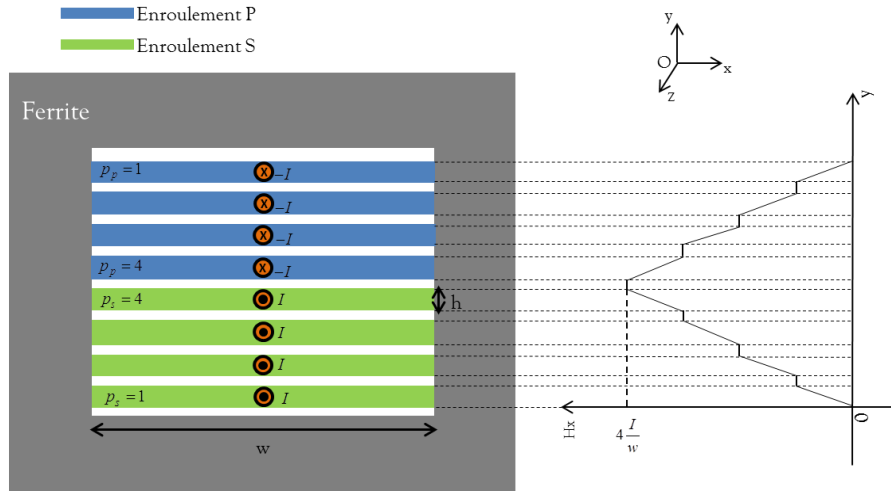 Enroulement P
Enroulement S
y
O
x
z
y
Ferrite
p_p = 1
X -I
X -I
X -I
p_p = 4
X -I
p_s = 4
I
h
I
I
p_s = 1
I
w
Hx
4 I/w
0